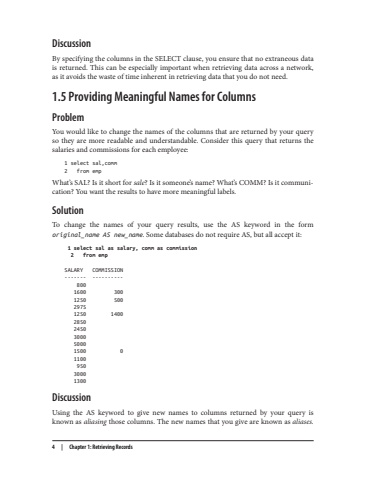 Discussion
By specifying the columns in the SELECT clause, you ensure that no extraneous data
is returned. This can be especially important when retrieving data across a network,
as it avoids the waste of time inherent in retrieving data that you do not need.
1.5 Providing Meaningful Names for Columns
Problem
You would like to change the names of the columns that are returned by your query
so they are more readable and understandable. Consider this query that returns the
salaries and commissions for each employee:
1 select sal,comm
2 from emp
What's SAL? Is it short for sale? Is it someone's name? What's COMM? Is it communi-
cation? You want the results to have more meaningful labels.
Solution
To change the names of your query results, use the AS keyword in the form
original_name AS new_name. Some databases do not require AS, but all accept it:
1 select sal as salary, comm as commission
2 from emp
SALARY COMMISSION
------- ----------
800
1600 300
1250 500
2975
1250 1400
2850
2450
3000
5000
1500 0
1100
950
3000
1300
Discussion
Using the AS keyword to give new names to columns returned by your query is
known as aliasing those columns. The new names that you give are known as aliases.
4 | Chapter 1: Retrieving Records